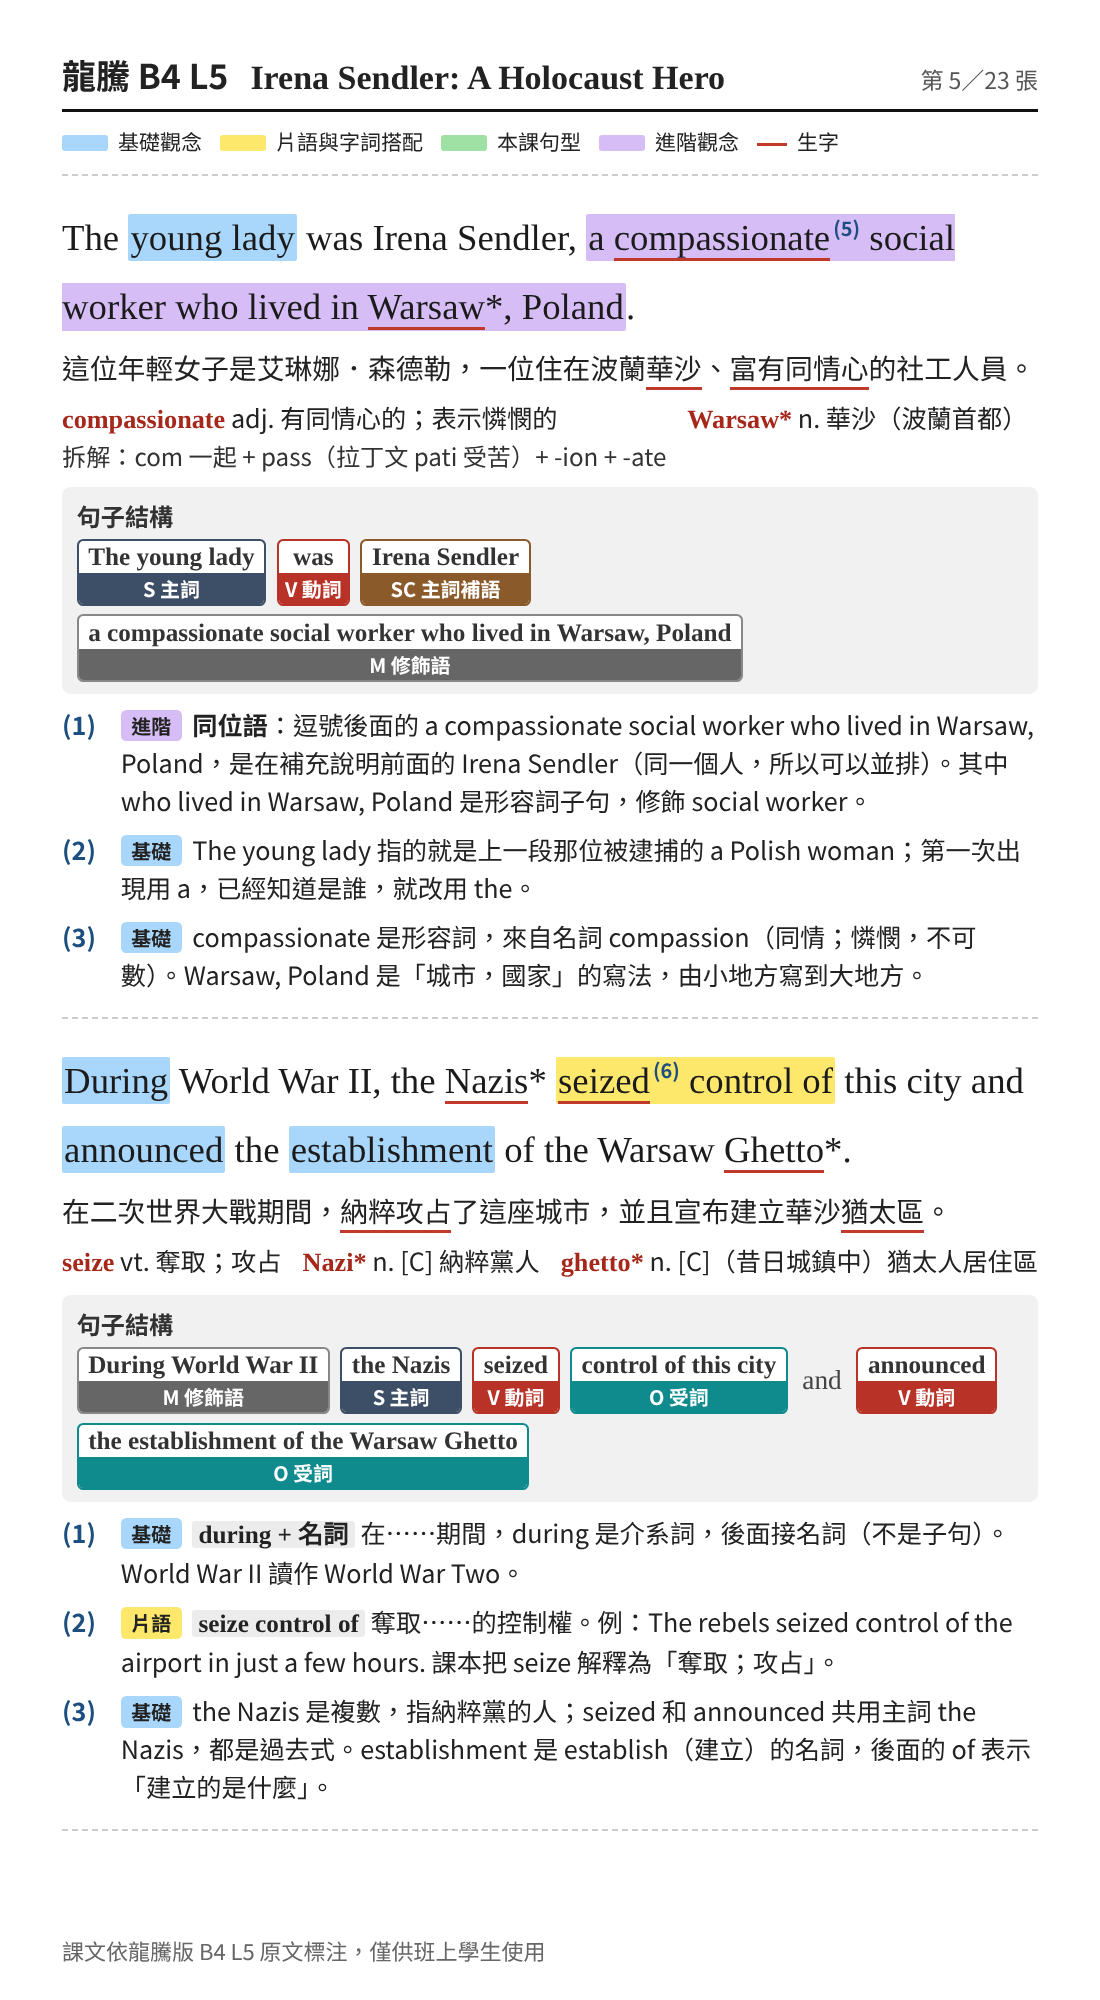 龍騰 B4 L5 Irena Sendler: A Holocaust Hero 第 5／23 張
基礎觀念 片語與字詞搭配 本課句型 進階觀念 生字
The young lady was Irena Sendler, a compassionate(5) social
worker who lived in Warsaw*, Poland.
這位年輕女子是艾琳娜．森德勒，一位住在波蘭華沙、富有同情心的社工人員。
compassionate adj. 有同情心的；表示憐憫的 Warsaw* n. 華沙（波蘭首都）
拆解：com 一起 + pass（拉丁文 pati 受苦）+ -ion + -ate
句子結構
The young lady was Irena Sendler
S 主詞 V 動詞 SC 主詞補語
a compassionate social worker who lived in Warsaw, Poland
M 修飾語
(1) 進階 同位語：逗號後面的 a compassionate social worker who lived in Warsaw,
Poland，是在補充說明前面的 Irena Sendler（同一個人，所以可以並排）。其中
who lived in Warsaw, Poland 是形容詞子句，修飾 social worker。
(2) 基礎 The young lady 指的就是上一段那位被逮捕的 a Polish woman；第一次出
現用 a，已經知道是誰，就改用 the。
(3) 基礎 compassionate 是形容詞，來自名詞 compassion（同情；憐憫，不可
數）。Warsaw, Poland 是「城市，國家」的寫法，由小地方寫到大地方。
During World War II, the Nazis* seized(6) control of this city and
announced the establishment of the Warsaw Ghetto*.
在二次世界大戰期間，納粹攻占了這座城市，並且宣布建立華沙猶太區。
seize vt. 奪取；攻占 Nazi* n. [C] 納粹黨人 ghetto* n. [C]（昔日城鎮中）猶太人居住區
句子結構
During World War II the Nazis seized control of this city and announced
M 修飾語 S 主詞 V 動詞 O 受詞 V 動詞
the establishment of the Warsaw Ghetto
O 受詞
(1) 基礎 during + 名詞 在……期間，during 是介系詞，後面接名詞（不是子句）。
World War II 讀作 World War Two。
(2) 片語 seize control of 奪取……的控制權。例：The rebels seized control of the
airport in just a few hours. 課本把 seize 解釋為「奪取；攻占」。
(3) 基礎 the Nazis 是複數，指納粹黨的人；seized 和 announced 共用主詞 the
Nazis，都是過去式。establishment 是 establish（建立）的名詞，後面的 of 表示
「建立的是什麼」。
課文依龍騰版 B4 L5 原文標注，僅供班上學生使用